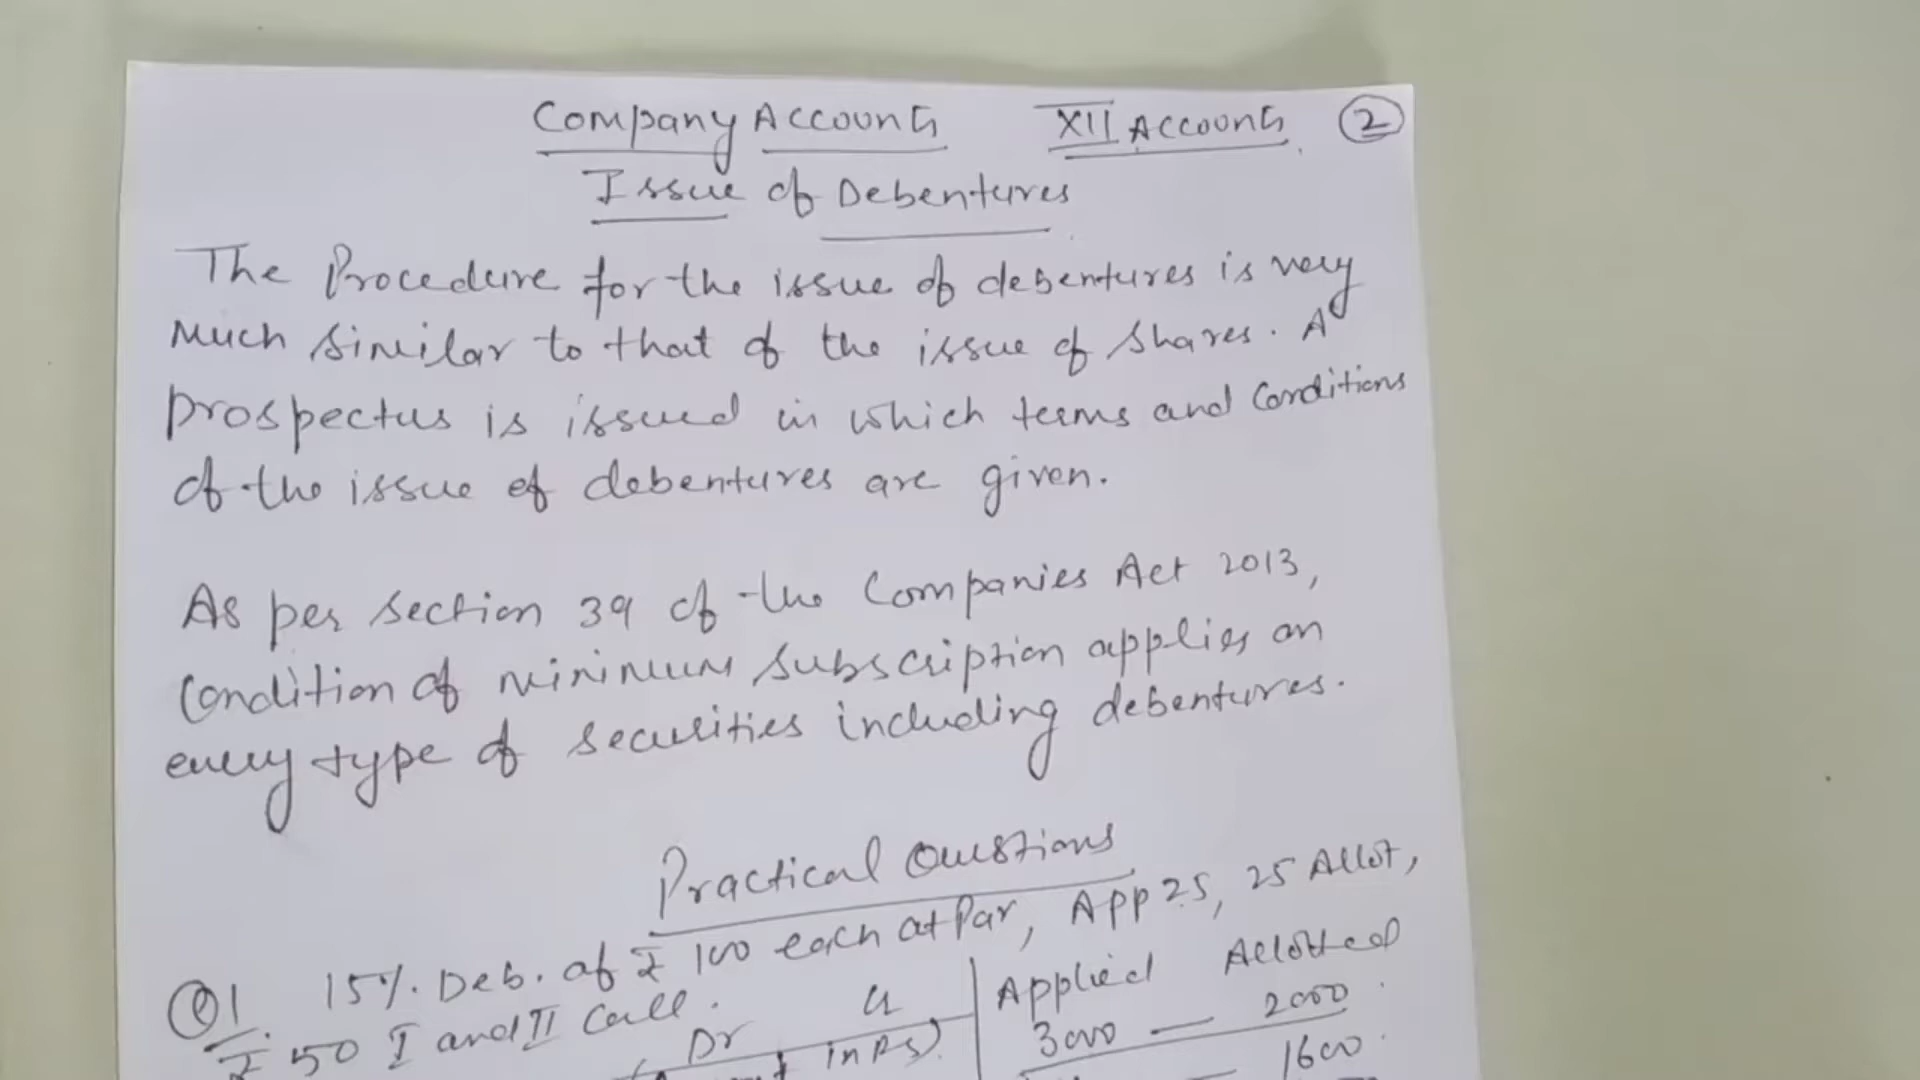 Company Accounts XII Accounts 2
Issue of Debentures
The Procedure for the issue of debentures is very
Much similar to that of the issue of shares. A
prospectus is issued in which terms and Conditions
of the issue of debentures are given.
As per section 39 of the Companies Act 2013,
Condition of minimum subscription applies on
every type of securities including debentures.
Practical Questions
Q1. 15%. Deb. of ₹ 100 each at Par, App 25, 25 Allot,
₹ 50 I and II Call.
Applied Allotted
Dr Cr
3000 — 2000
in Rs)
— 1600